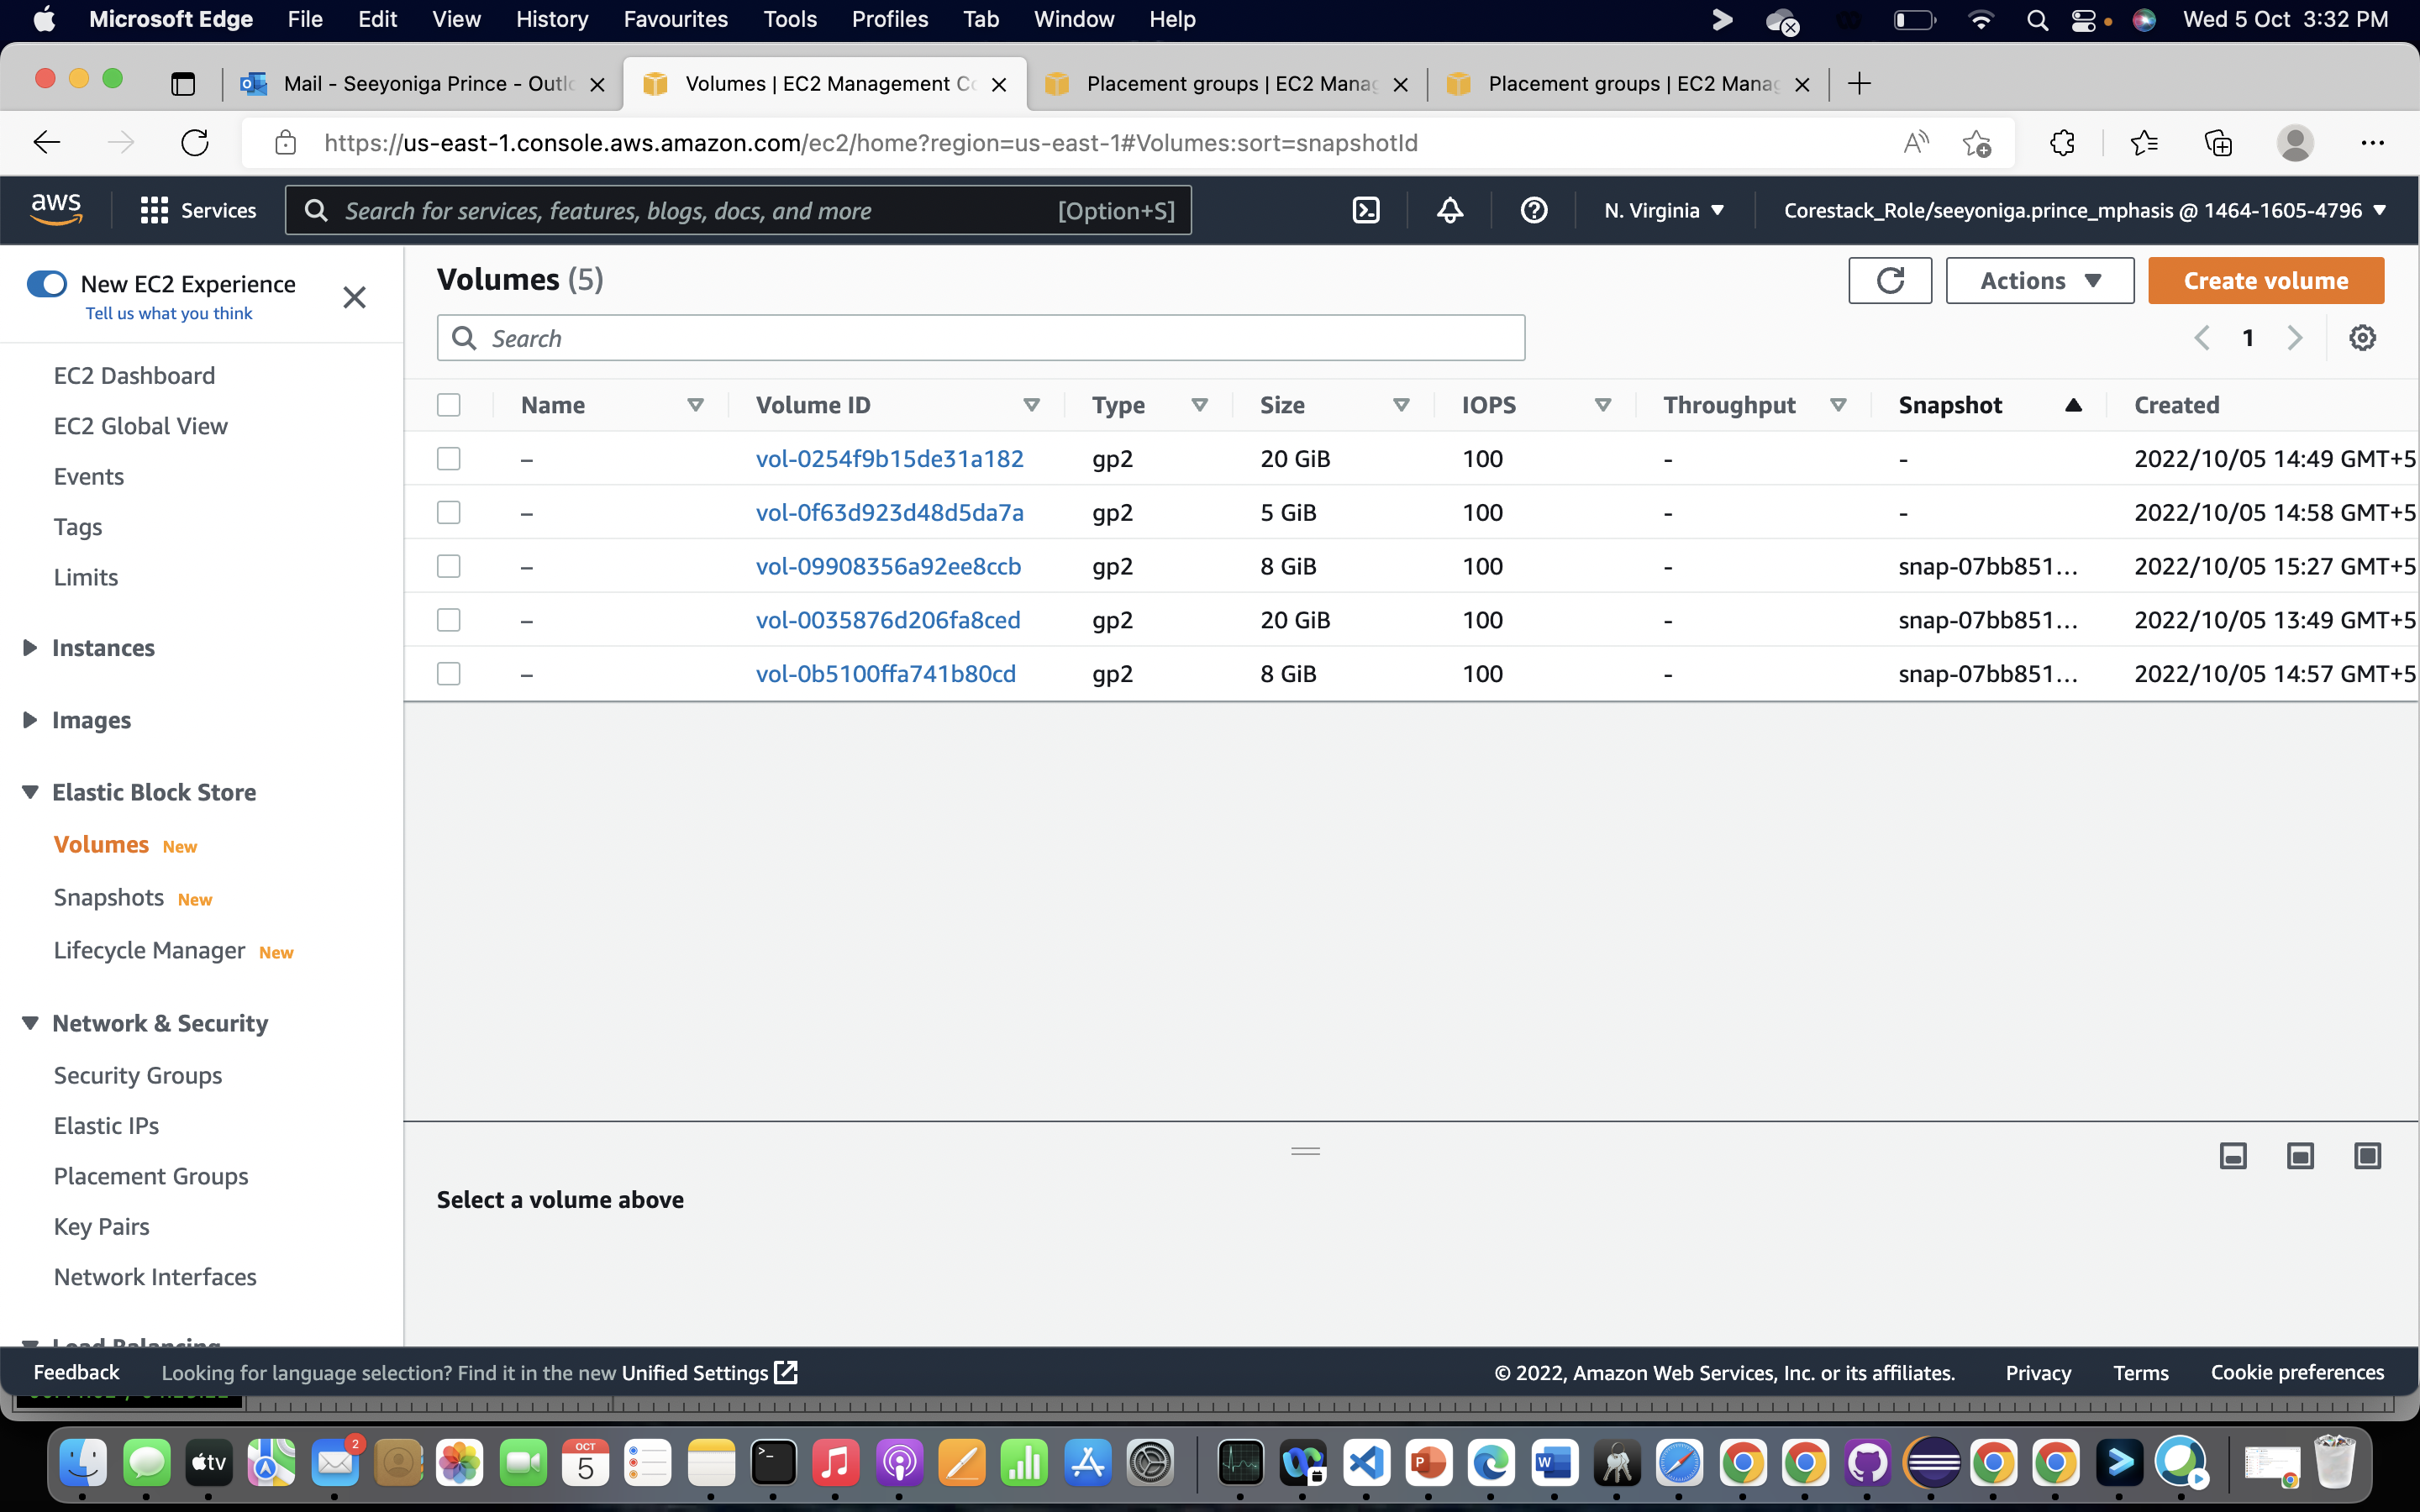 Microsoft Edge File Edit View History Favourites Tools Profiles Tab Window Help Wed 5 Oct 3:32 PM
Mail - Seeyoniga Prince - Outlo Volumes | EC2 Management Co Placement groups | EC2 Manag Placement groups | EC2 Manag
https://us-east-1.console.aws.amazon.com/ec2/home?region=us-east-1#Volumes:sort=snapshotId
aws Services Search for services, features, blogs, docs, and more [Option+S] N. Virginia Corestack_Role/seeyoniga.prince_mphasis @ 1464-1605-4796
New EC2 Experience
Tell us what you think
EC2 Dashboard
EC2 Global View
Events
Tags
Limits
Instances
Images
Elastic Block Store
Volumes New
Snapshots New
Lifecycle Manager New
Network & Security
Security Groups
Elastic IPs
Placement Groups
Key Pairs
Network Interfaces
Load Balancing
Volumes (5) Actions Create volume
Search 1
Name Volume ID Type Size IOPS Throughput Snapshot Created
– vol-0254f9b15de31a182 gp2 20 GiB 100 - - 2022/10/05 14:49 GMT+5
– vol-0f63d923d48d5da7a gp2 5 GiB 100 - - 2022/10/05 14:58 GMT+5
– vol-09908356a92ee8ccb gp2 8 GiB 100 - snap-07bb851... 2022/10/05 15:27 GMT+5
– vol-0035876d206fa8ced gp2 20 GiB 100 - snap-07bb851... 2022/10/05 13:49 GMT+5
– vol-0b5100ffa741b80cd gp2 8 GiB 100 - snap-07bb851... 2022/10/05 14:57 GMT+5
Select a volume above
Feedback Looking for language selection? Find it in the new Unified Settings © 2022, Amazon Web Services, Inc. or its affiliates. Privacy Terms Cookie preferences
tv 2 OCT 5 P W